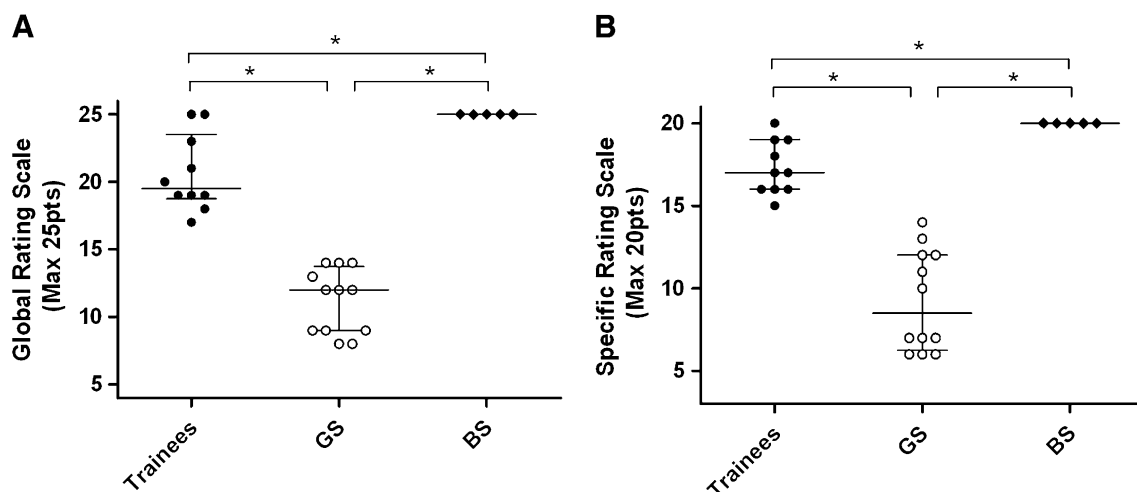 A
*
*
*
Global Rating Scale
(Max 25pts)
25
20
15
10
5
Trainees
GS
BS
B
*
*
*
Specific Rating Scale
(Max 20pts)
20
15
10
5
Trainees
GS
BS